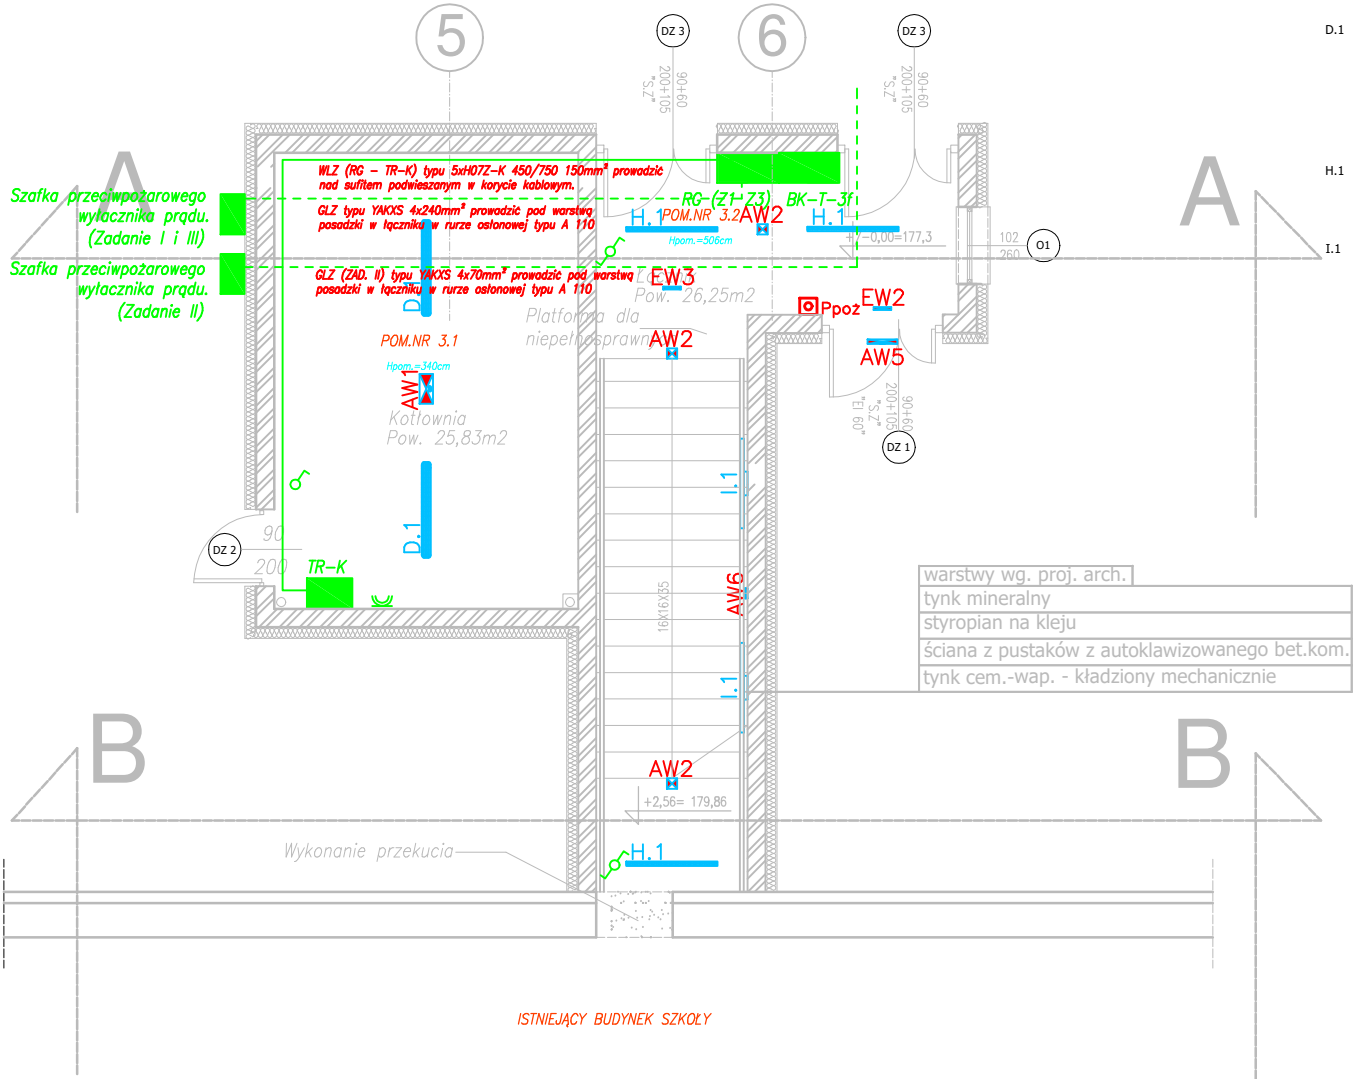 5
6
DZ 3
DZ 3
D.1
H.1
I.1
90+60
200+105
"S.Z"
90+60
200+105
"S.Z"
A
A
Szafka przeciwpożarowego
wyłacznika prądu.
(Zadanie I i III)
Szafka przeciwpożarowego
wyłacznika prądu.
(Zadanie II)
WLZ (RG - TR-K) typu 5xH07Z-K 450/750 150mm² prowadzić
nad sufitem podwieszanym w korycie kablowym.
GLZ typu YAKXS 4x240mm² prowadzić pod warstwą
posadzki w łączniku w rurze osłonowej typu A 110
GLZ (ZAD. II) typu YAKXS 4x70mm² prowadzic pod warstwą
posadzki w łączniku w rurze osłonowej typu A 110
RG-(Z1-Z3)
BK-T-3f
H.1
POM.NR 3.2
AW2
H.1
Hpom.=506cm
+/-0,00=177,3
102
260
O1
EW3
Pow. 26,25m2
Ppoż
EW2
Platforma dla
niepełnosprawny
AW2
AW5
D.1
POM.NR 3.1
Hpom.=340cm
AW1
Kotłownia
Pow. 25,83m2
90+60
200+105
"S.Z"
"EI 60"
DZ 1
I.1
D.1
90
200
DZ 2
TR-K
16X16X35
AW6
warstwy wg. proj. arch.
tynk mineralny
styropian na kleju
ściana z pustaków z autoklawizowanego bet.kom.
tynk cem.-wap. - kładziony mechanicznie
I.1
B
B
AW2
+2,56= 179,86
Wykonanie przekucia
H.1
ISTNIEJĄCY BUDYNEK SZKOŁY